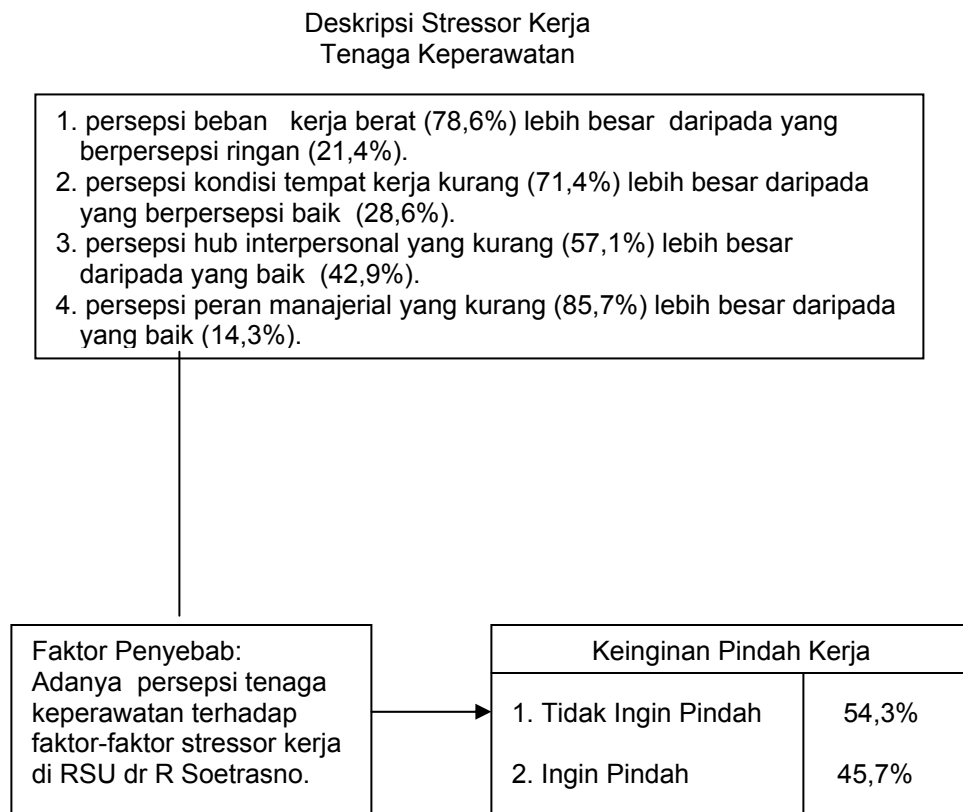 Deskripsi Stressor Kerja
Tenaga Keperawatan
1. persepsi beban kerja berat (78,6%) lebih besar daripada yang
berpersepsi ringan (21,4%).
2. persepsi kondisi tempat kerja kurang (71,4%) lebih besar daripada
yang berpersepsi baik (28,6%).
3. persepsi hub interpersonal yang kurang (57,1%) lebih besar
daripada yang baik (42,9%).
4. persepsi peran manajerial yang kurang (85,7%) lebih besar daripada
yang baik (14,3%).
Faktor Penyebab:
Adanya persepsi tenaga
keperawatan terhadap
faktor-faktor stressor kerja
di RSU dr R Soetrasno.
Keinginan Pindah Kerja
1. Tidak Ingin Pindah 54,3%
2. Ingin Pindah 45,7%